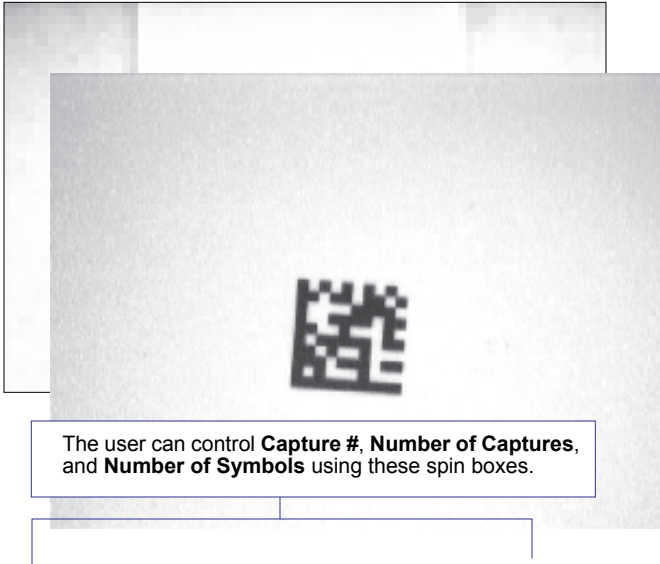 The user can control Capture #, Number of Captures,
and Number of Symbols using these spin boxes.